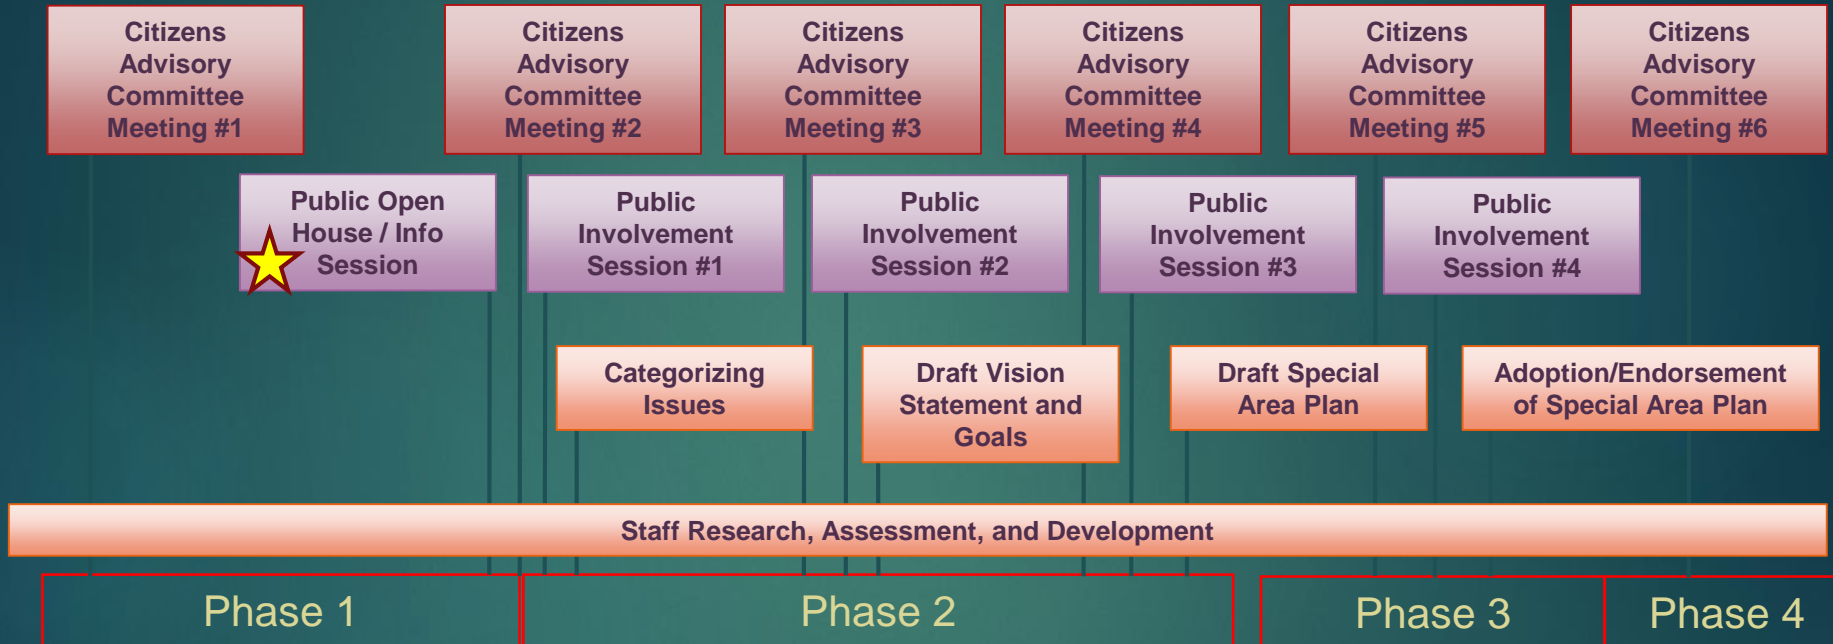 Citizens
Advisory
Committee
Meeting #1
Citizens
Advisory
Committee
Meeting #2
Citizens
Advisory
Committee
Meeting #3
Citizens
Advisory
Committee
Meeting #4
Citizens
Advisory
Committee
Meeting #5
Citizens
Advisory
Committee
Meeting #6
Public Open
House / Info
Session
Public
Involvement
Session #1
Public
Involvement
Session #2
Public
Involvement
Session #3
Public
Involvement
Session #4
Categorizing
Issues
Draft Vision
Statement and
Goals
Draft Special
Area Plan
Adoption/Endorsement
of Special Area Plan
Staff Research, Assessment, and Development
Phase 1
Phase 2
Phase 3
Phase 4